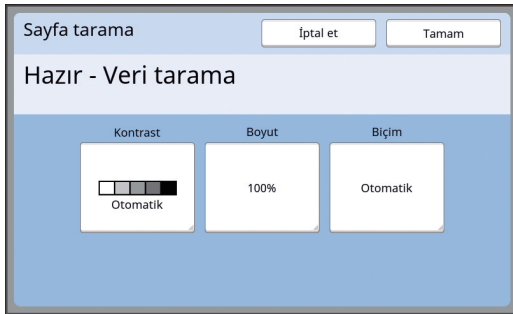 Sayfa tarama
İptal et
Tamam
Hazır - Veri tarama
Kontrast
Boyut
Biçim
Otomatik
100%
Otomatik